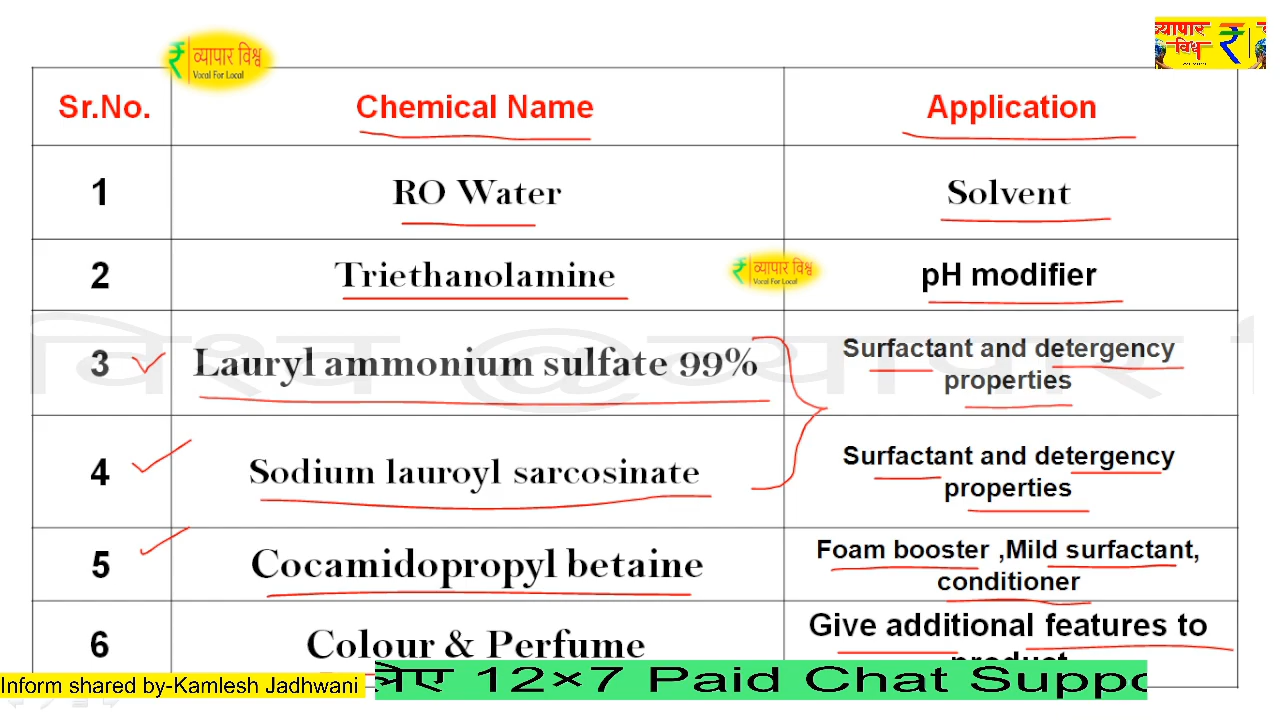 ₹ व्यापार विश्व
Vocal For Local
व्यापार
विश्व
₹
Sr.No. Chemical Name Application
1 RO Water Solvent
2 Triethanolamine pH modifier
₹ व्यापार विश्व
Vocal For Local
विश्व @व्यापार
3 Lauryl ammonium sulfate 99% Surfactant and detergency
properties
4 Sodium lauroyl sarcosinate Surfactant and detergency
properties
5 Cocamidopropyl betaine Foam booster ,Mild surfactant,
conditioner
6 Colour & Perfume Give additional features to
product
Inform shared by-Kamlesh Jadhwani
लिए 12×7 Paid Chat Suppo